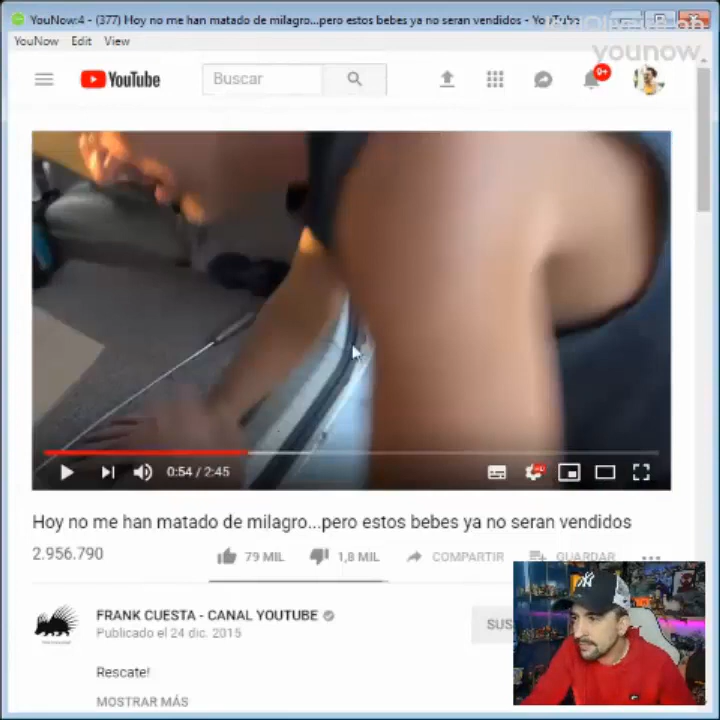 YouNow:4 - (377) Hoy no me han matado de milagro...pero estos bebes ya no seran vendidos - YouTube
younow
YouNow Edit View
YouTube
Buscar
9+
0:54 / 2:45
Hoy no me han matado de milagro...pero estos bebes ya no seran vendidos
2.956.790
79 MIL
1,8 MIL
COMPARTIR
GUARDAR
FRANK CUESTA - CANAL YOUTUBE
SUS
Publicado el 24 dic. 2015
Rescate!
MOSTRAR MÁS